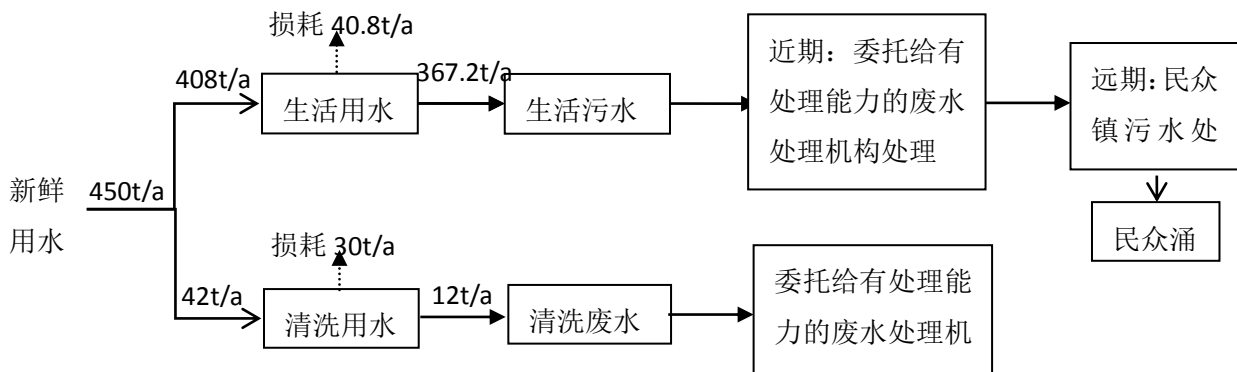 损耗 40.8t/a
408t/a
生活用水
367.2t/a
生活污水
近期：委托给有
处理能力的废水
处理机构处理
远期：民众
镇污水处
民众涌
新鲜
用水
450t/a
损耗 30t/a
42t/a
清洗用水
12t/a
清洗废水
委托给有处理能
力的废水处理机